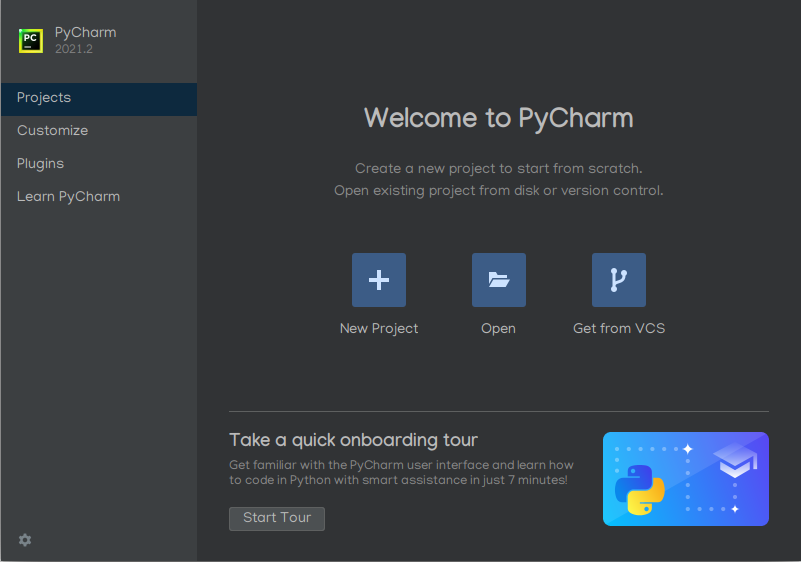 PC
PyCharm
2021.2
Projects
Customize
Plugins
Learn PyCharm
Welcome to PyCharm
Create a new project to start from scratch.
Open existing project from disk or version control.
New Project
Open
Get from VCS
Take a quick onboarding tour
Get familiar with the PyCharm user interface and learn how
to code in Python with smart assistance in just 7 minutes!
Start Tour